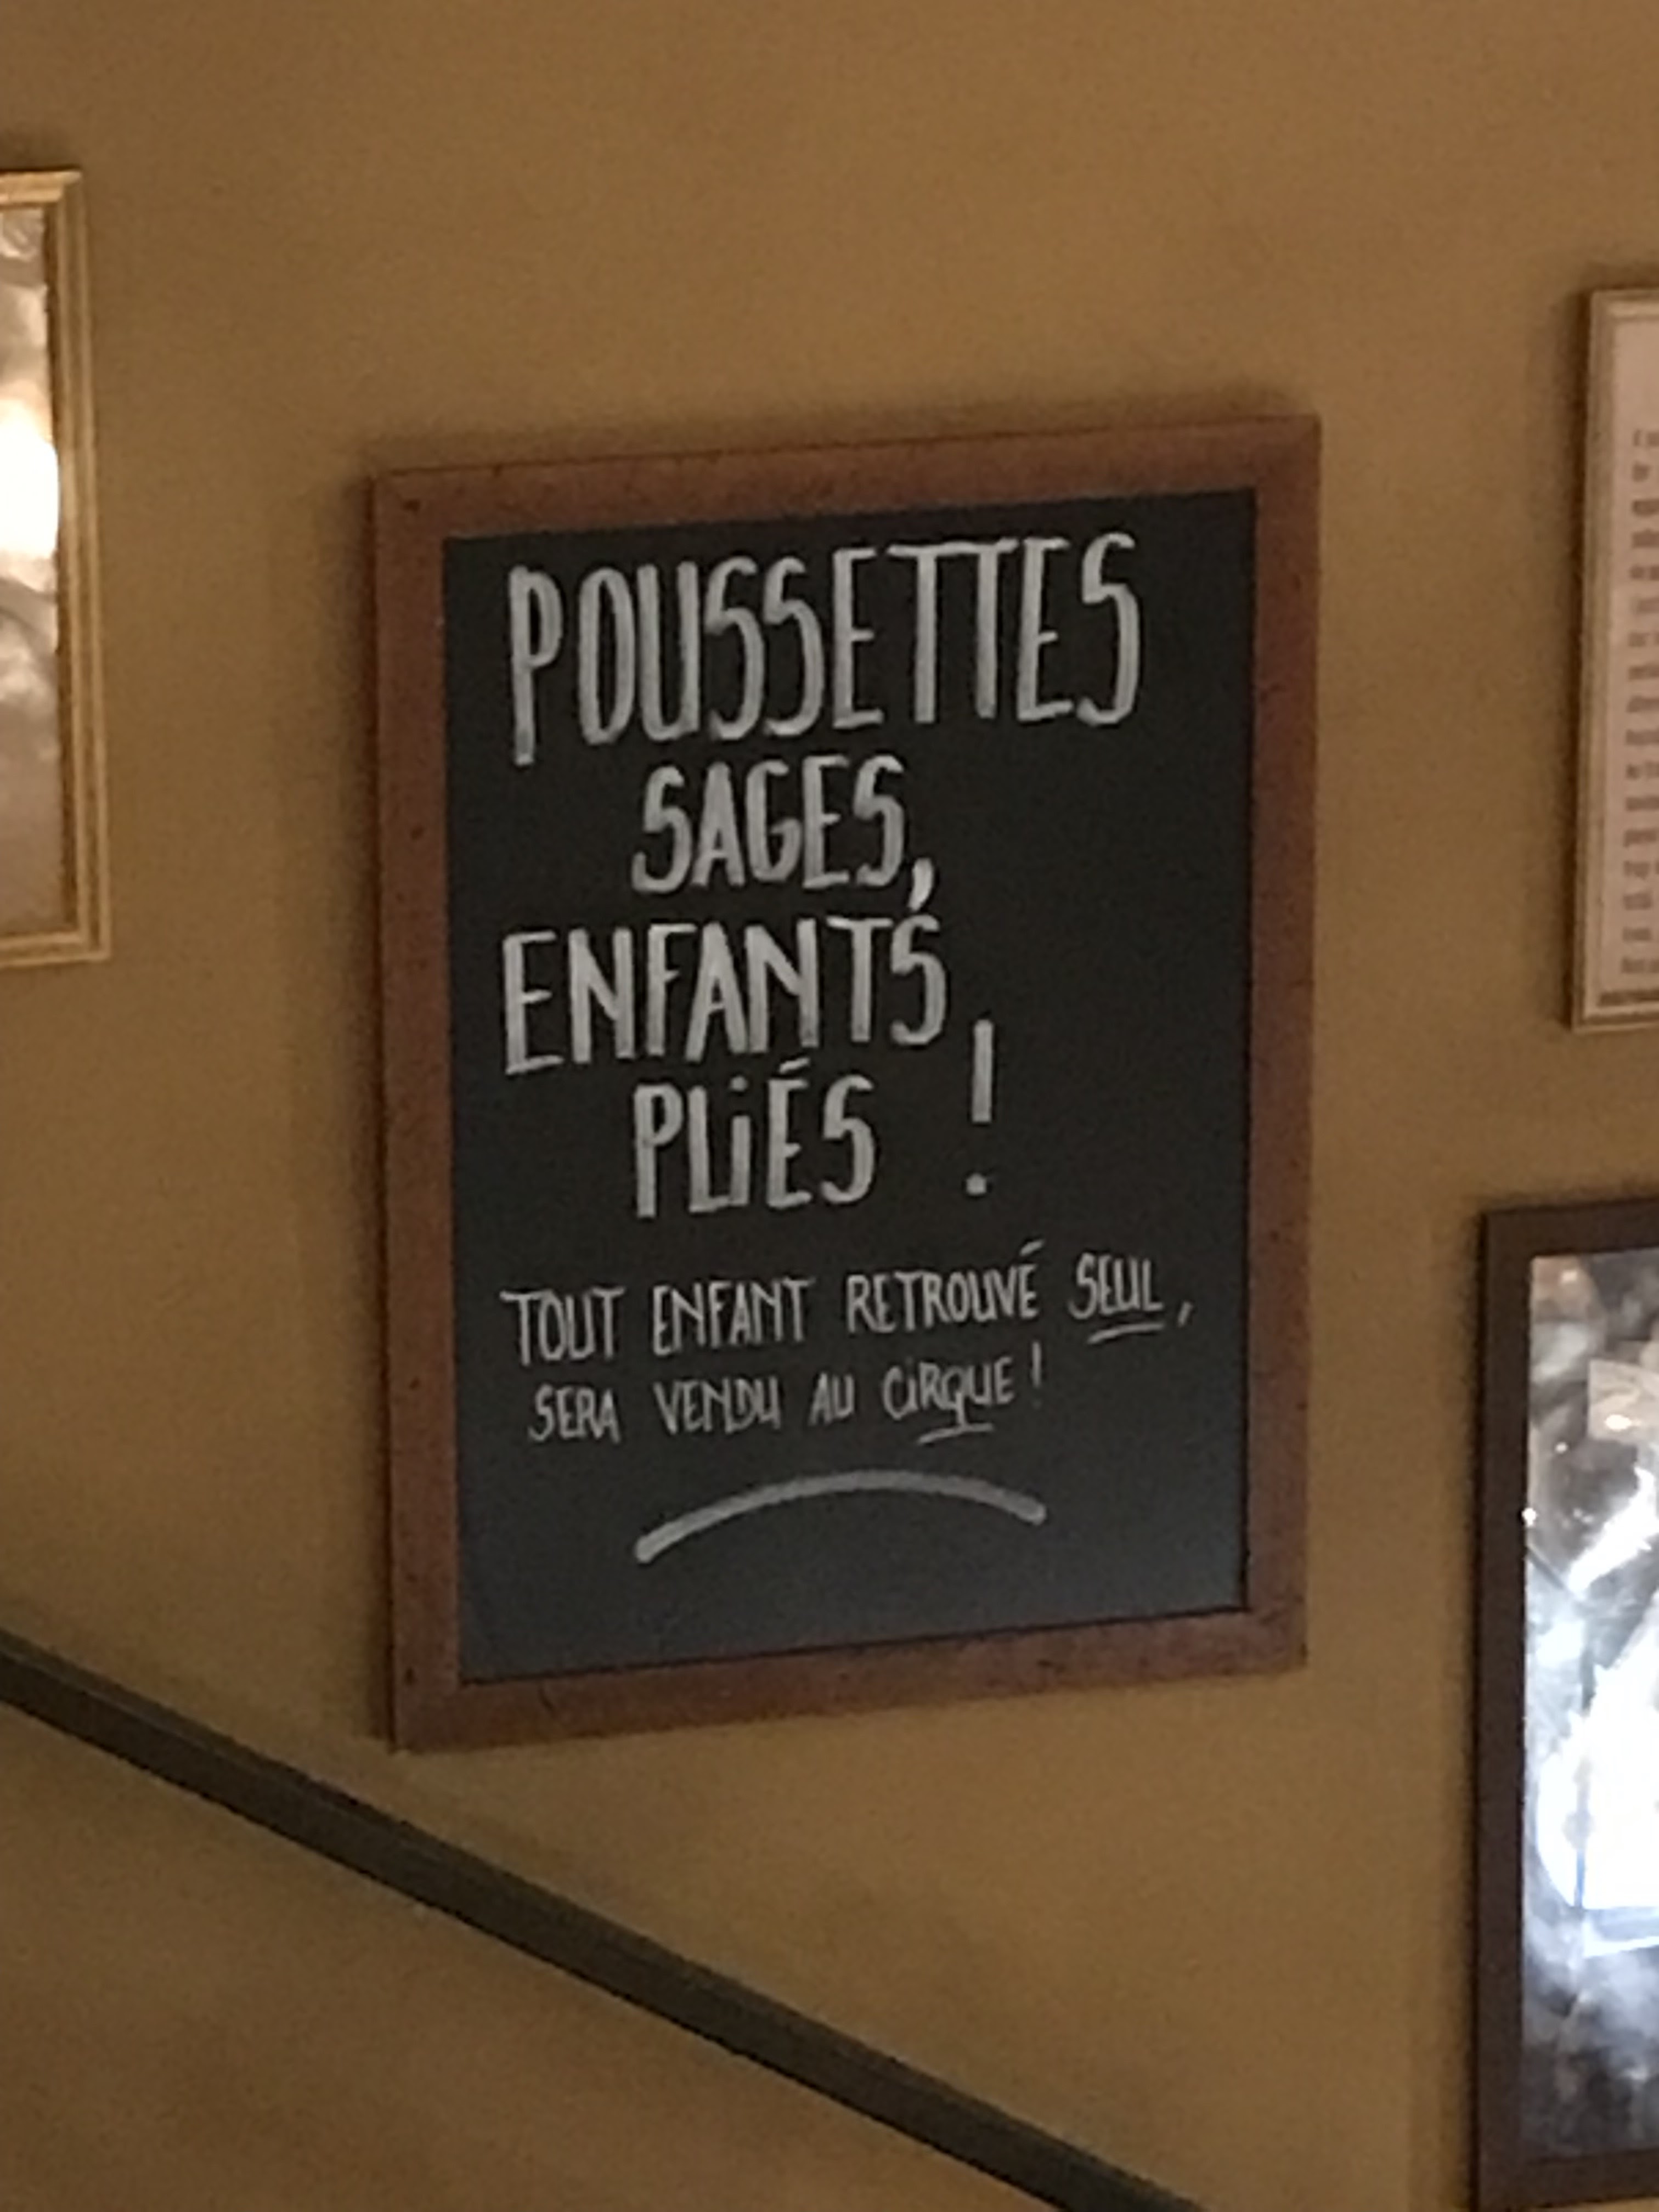 POUSSETTES
SAGES,
ENFANTS,
PLiÉS !
TOUT ENFANT RETROUVÉ SEUL,
SERA VENDU AU CiRQUE !